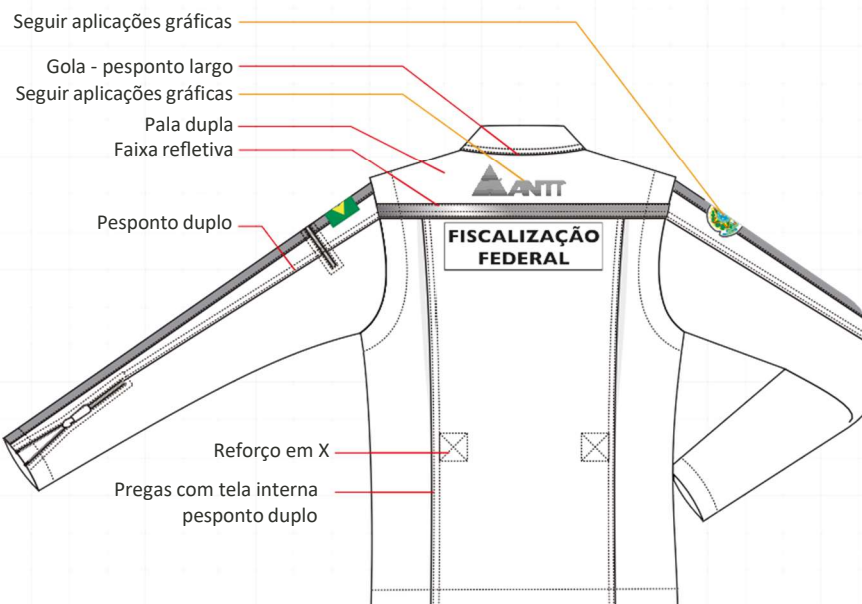 Seguir aplicações gráficas
Gola - pesponto largo
Seguir aplicações gráficas
Pala dupla
Faixa refletiva
ANTT
Pesponto duplo
FISCALIZAÇÃO
FEDERAL
Reforço em X
Pregas com tela interna
pesponto duplo